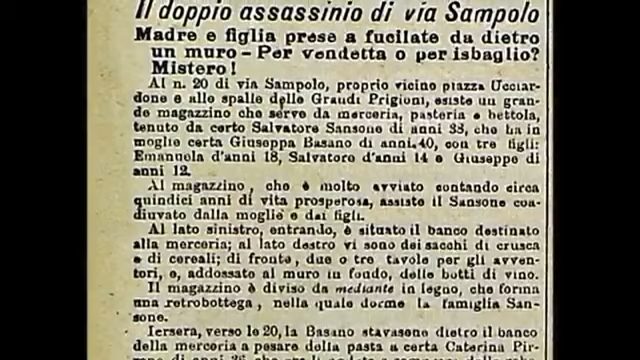 Il doppio assassinio di via Sampolo
Madre e figlia prese a fucilate da dietro
un muro - Per vendetta o per isbaglio?
Mistero!
Al n. 20 di via Sampolo, proprio vicino piazza Ucciar-
done e alle spalle delle Grandi Prigioni, esiste un gran-
de magazzino che serve da merceria, pasteria e bettola,
tenuto da certo Salvatore Sansone di anni 38, che ha in
moglie certa Giuseppa Basano di anni 40, con tre figli:
Emanuela d'anni 18, Salvatore d'anni 14 e Giuseppe di
anni 12.
Al magazzino, che è molto avviato contando circa
quindici anni di vita prosperosa, assiste il Sansone coa-
diuvato dalla moglie e dai figli.
Al lato sinistro, entrando, è situato il banco destinato
alla merceria; al lato destro vi sono dei sacchi di crusca
e di cereali; di fronte, due o tre tavole per gli avven-
tori, e, addossato al muro in fondo, delle botti di vino.
Il magazzino è diviso da mediante in legno, che forma
una retrobottega, nella quale dorme la famiglia San-
sone.
Iersera, verso le 20, la Basano stavasene dietro il banco
della merceria a pesare della pasta a certa Caterina Pir-